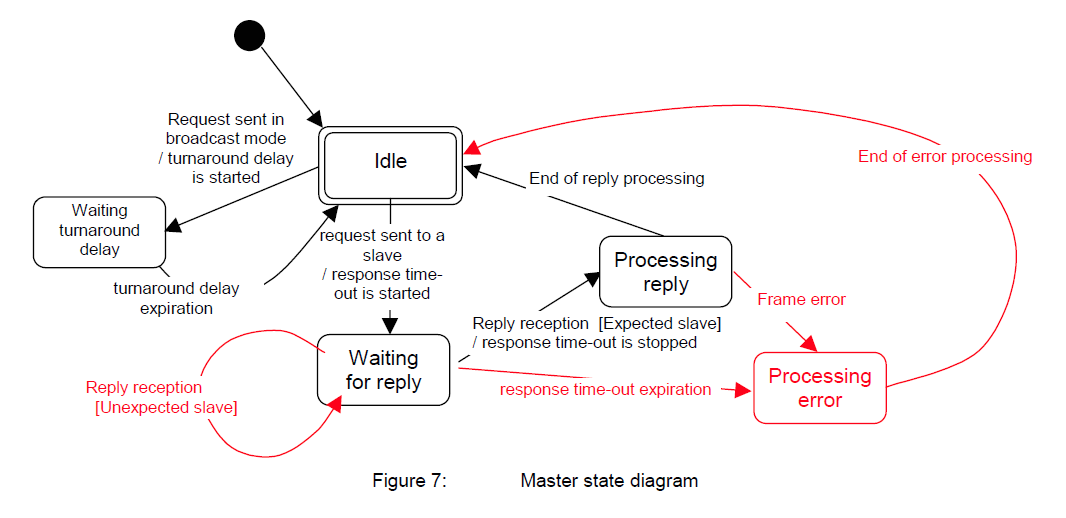 Request sent in
broadcast mode
/ turnaround delay
is started
Idle
End of error processing
End of reply processing
Waiting
turnaround
delay
request sent to a
slave
/ response time-
out is started
Processing
reply
turnaround delay
expiration
Frame error
Reply reception [Expected slave]
/ response time-out is stopped
Waiting
for reply
Reply reception
[Unexpected slave]
response time-out expiration
Processing
error
Figure 7: Master state diagram